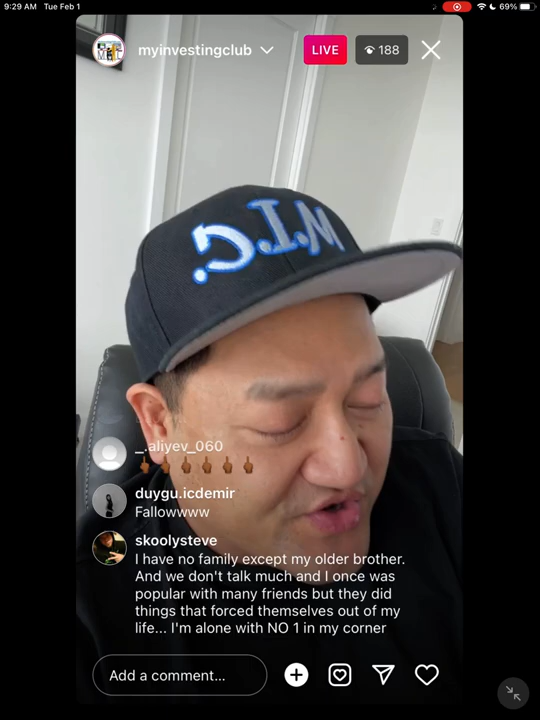 9:29 AM Tue Feb 1
69%
myinvestingclub
LIVE
188
M.I.C.
_.aliyev_060
duygu.icdemir
Fallowwww
skoolysteve
I have no family except my older brother.
And we don't talk much and I once was
popular with many friends but they did
things that forced themselves out of my
life... I'm alone with NO 1 in my corner
Add a comment...